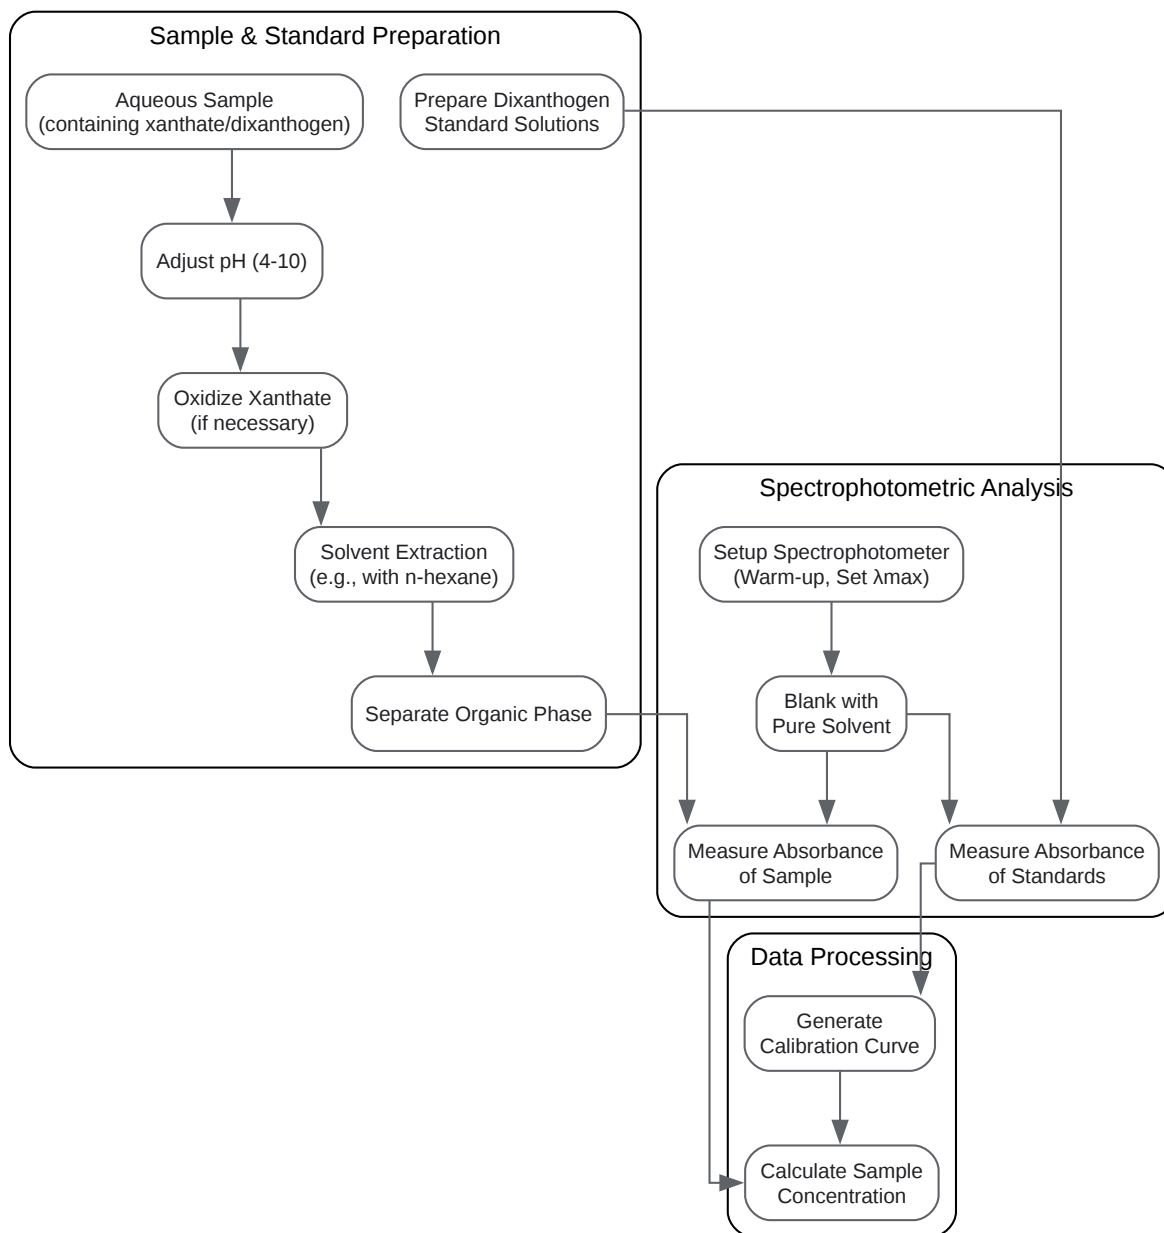 Sample & Standard Preparation
Aqueous Sample
(containing xanthate/dixanthogen)
Prepare Dixanthogen
Standard Solutions
Adjust pH (4-10)
Oxidize Xanthate
(if necessary)
Solvent Extraction
(e.g., with n-hexane)
Separate Organic Phase
Spectrophotometric Analysis
Setup Spectrophotometer
(Warm-up, Set λmax)
Blank with
Pure Solvent
Measure Absorbance
of Sample
Measure Absorbance
of Standards
Data Processing
Generate
Calibration Curve
Calculate Sample
Concentration